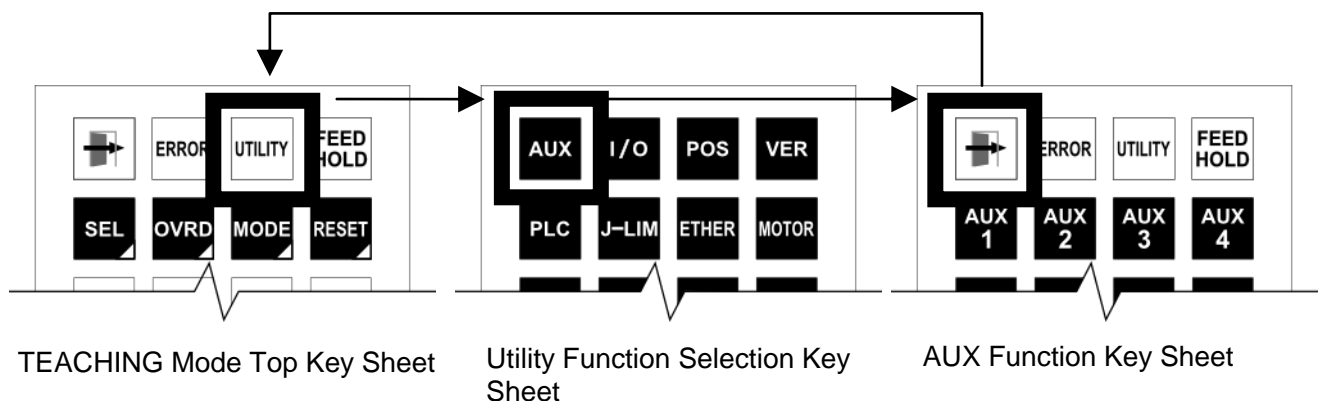 ERROR UTILITY FEED HOLD
SEL OVRD MODE RESET
TEACHING Mode Top Key Sheet
AUX I/O POS VER
PLC J-LIM ETHER MOTOR
Utility Function Selection Key
Sheet
ERROR UTILITY FEED HOLD
AUX 1 AUX 2 AUX 3 AUX 4
AUX Function Key Sheet